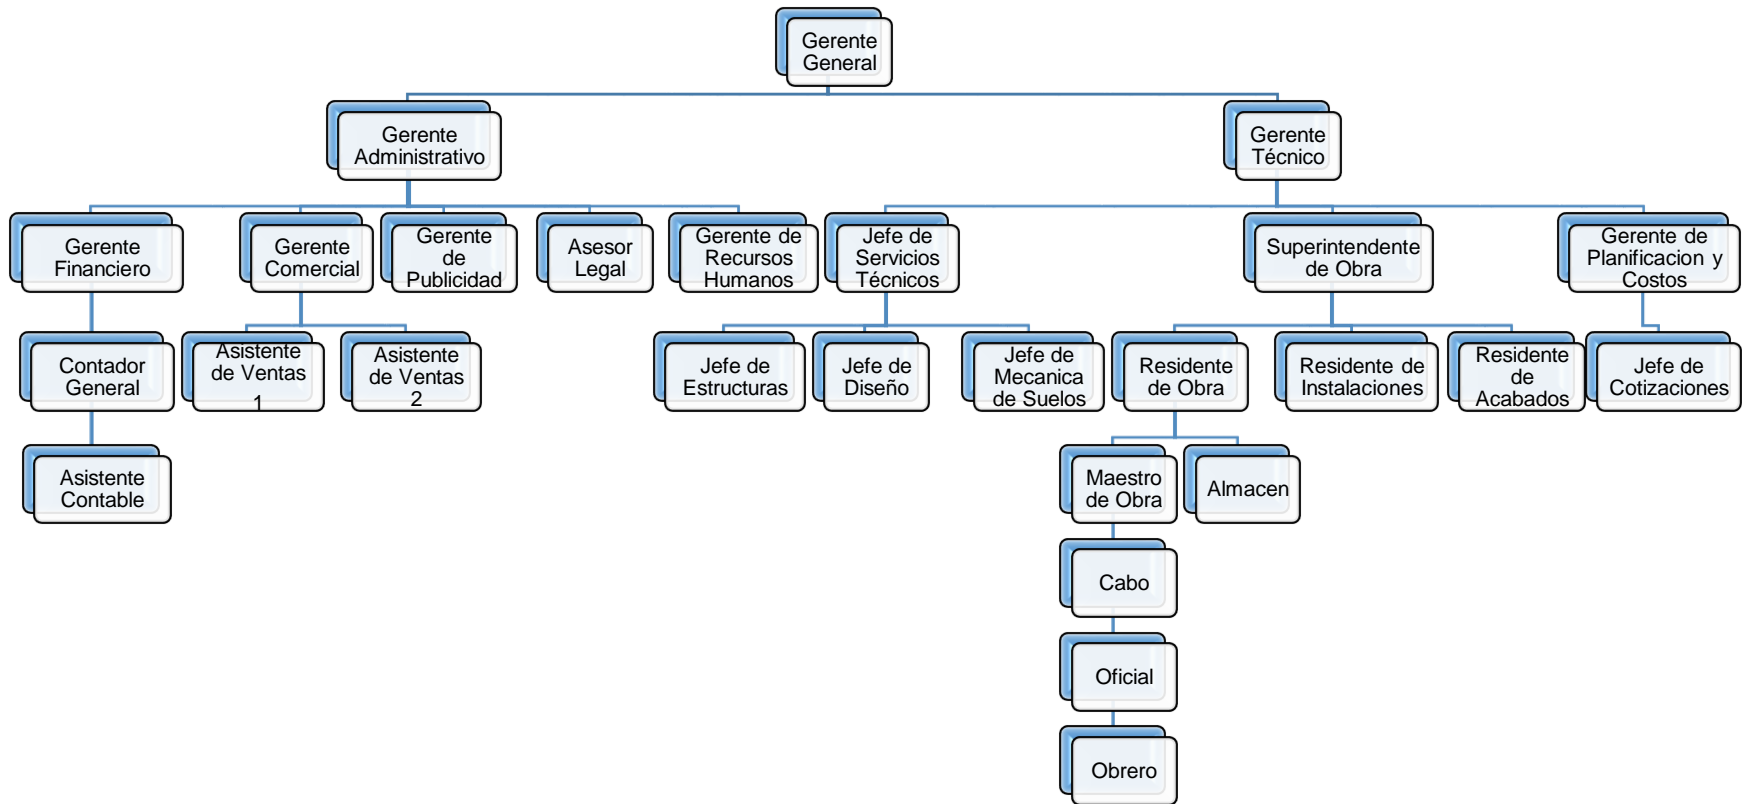 Gerente
General
Gerente
Administrativo
Gerente
Técnico
Gerente
Financiero
Gerente
Comercial
Gerente
de
Publicidad
Asesor
Legal
Gerente de
Recursos
Humanos
Jefe de
Servicios
Técnicos
Superintendente
de Obra
Gerente de
Planificacion y
Costos
Contador
General
Asistente
de Ventas
1
Asistente
de Ventas
2
Jefe de
Estructuras
Jefe de
Diseño
Jefe de
Mecanica
de Suelos
Residente
de Obra
Residente de
Instalaciones
Residente
de
Acabados
Jefe de
Cotizaciones
Asistente
Contable
Maestro
de Obra
Almacen
Cabo
Oficial
Obrero